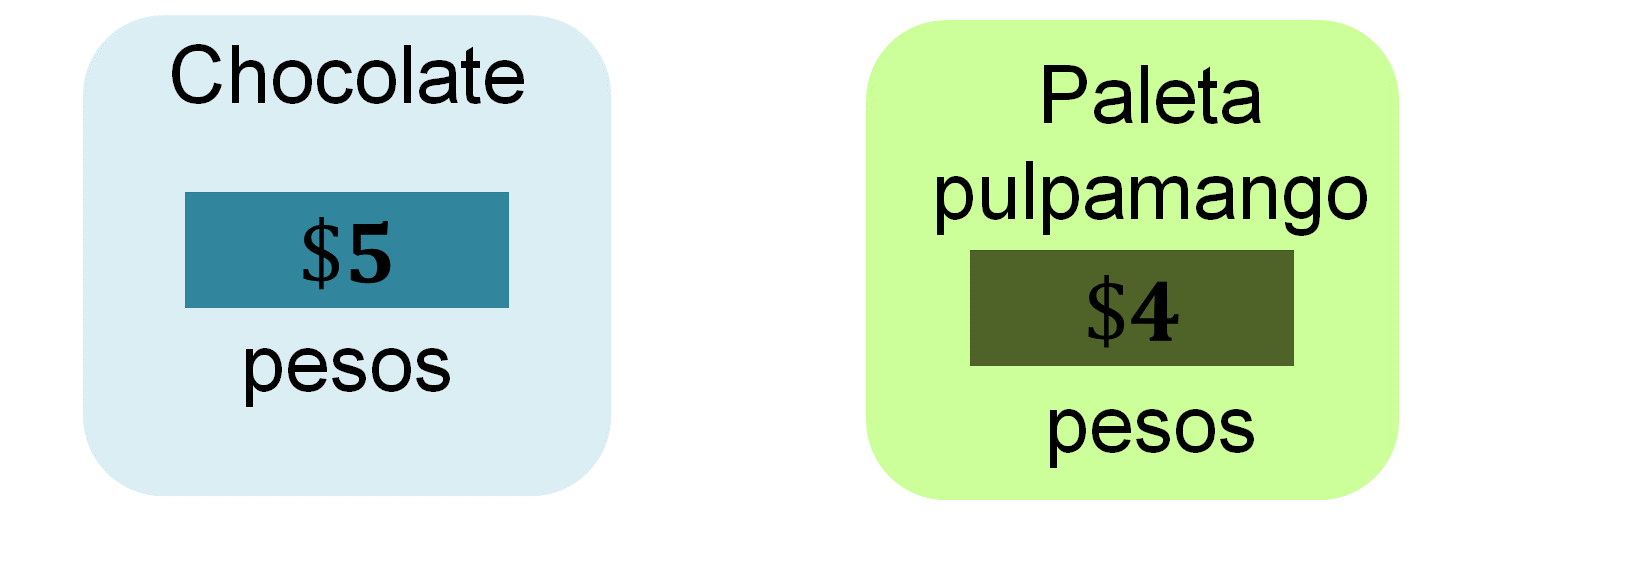 Chocolate
$5
pesos
Paleta
pulpamango
$4
pesos